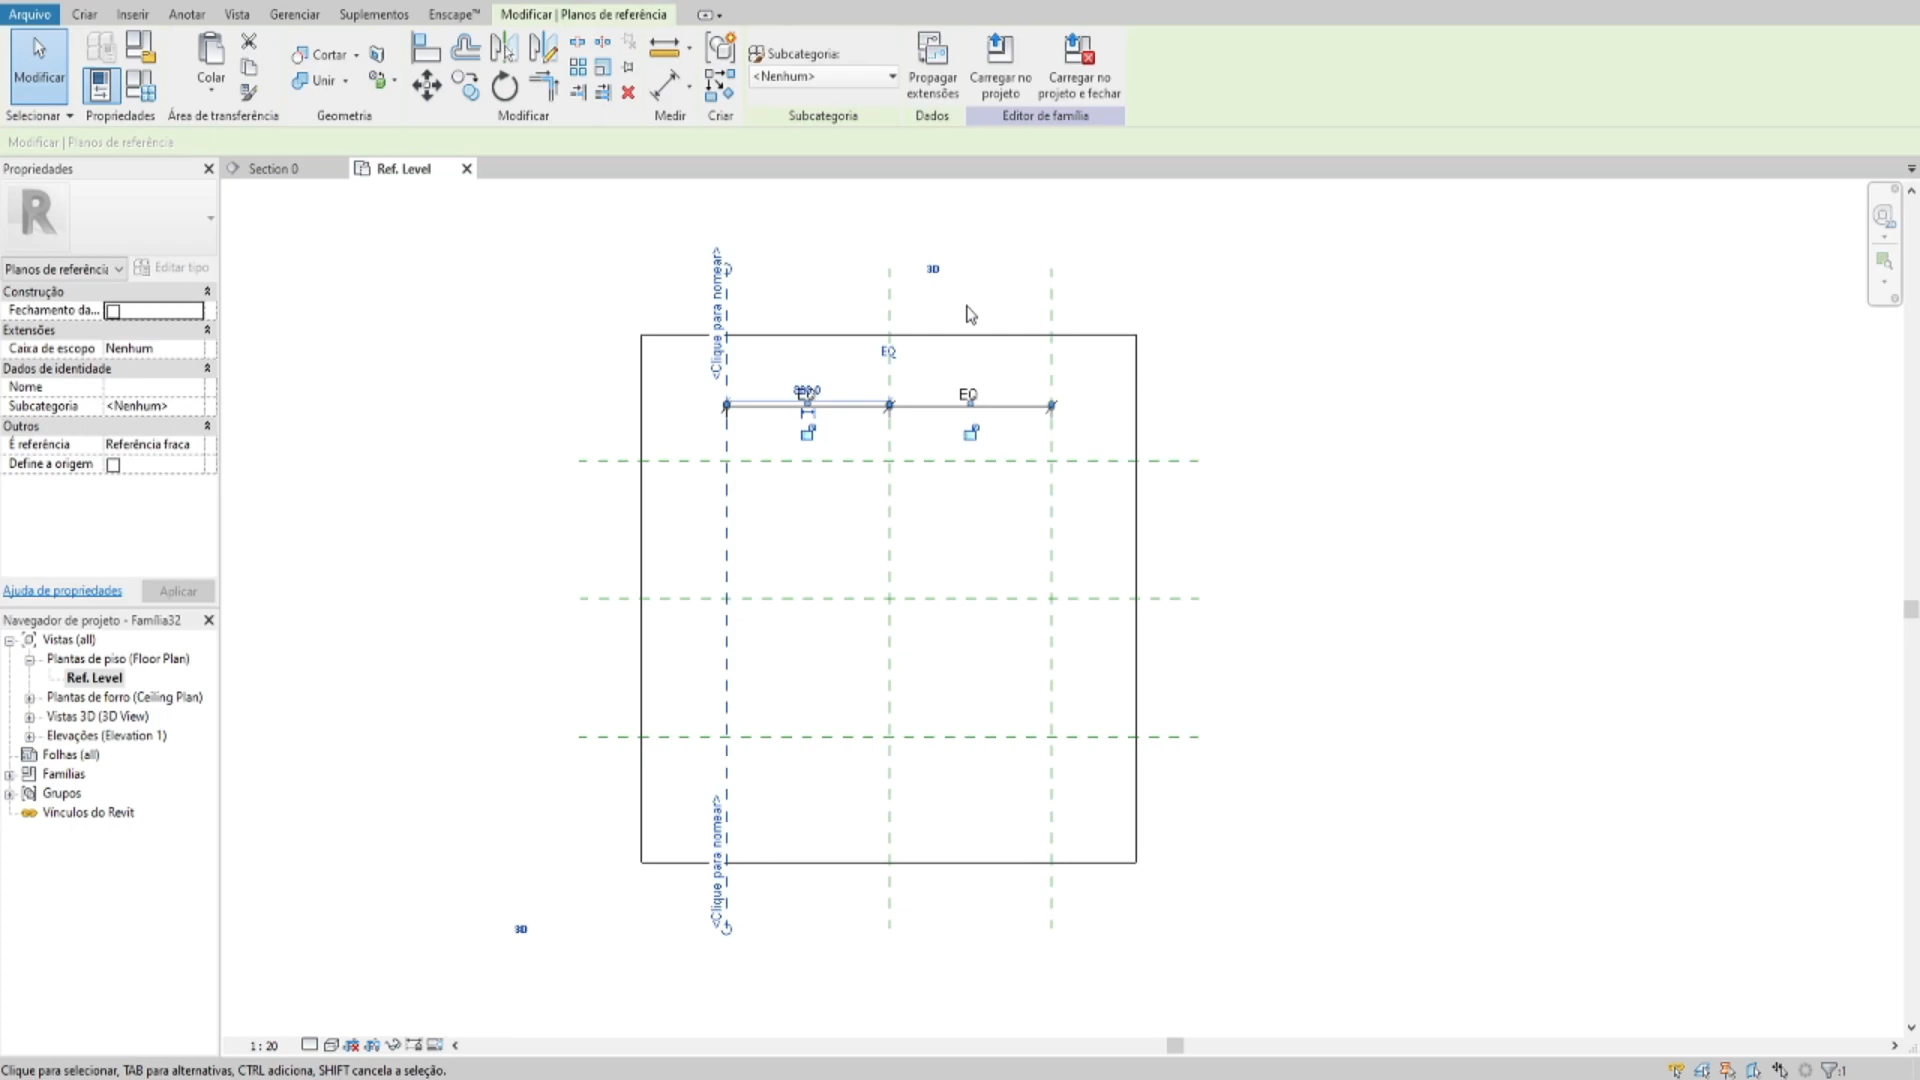 Arquivo Criar Inserir Anotar Vista Gerenciar Suplementos Enscape™ Modificar | Planos de referência
Modificar
Colar
Cortar
Unir
Subcategoria:
<Nenhum>
Propagar extensões
Carregar no projeto
Carregar no projeto e fechar
Selecionar Propriedades Área de transferência Geometria Modificar Medir Criar Subcategoria Dados Editor de família
Modificar | Planos de referência
Propriedades
Section 0
Ref. Level
R
Planos de referência
Editar tipo
Construção
Fechamento da...
Extensões
Caixa de escopo Nenhum
Dados de identidade
Nome
Subcategoria <Nenhum>
Outros
É referência Referência fraca
Define a origem
Ajuda de propriedades
Aplicar
Navegador de projeto - Família32
Vistas (all)
Plantas de piso (Floor Plan)
Ref. Level
Plantas de forro (Ceiling Plan)
Vistas 3D (3D View)
Elevações (Elevation 1)
Folhas (all)
Famílias
Grupos
Vínculos do Revit
<Clique para nomear>
3D
EQ
EQ
EQ
<Clique para nomear>
3D
1 : 20
Clique para selecionar, TAB para alternativas, CTRL adiciona, SHIFT cancela a seleção.
:1